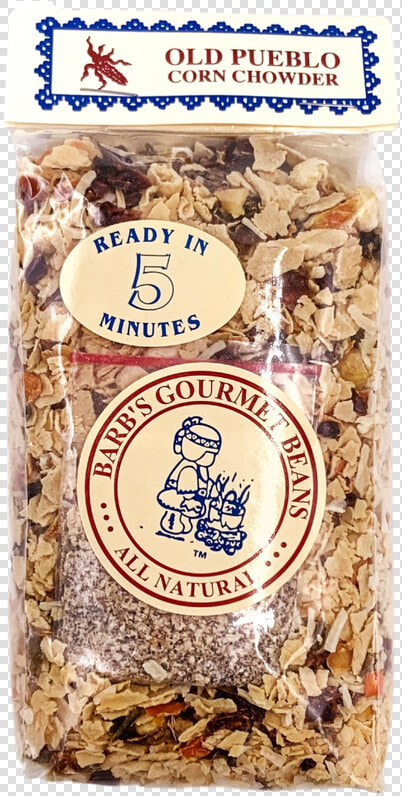 OLD PUEBLO
CORN CHOWDER
READY IN
5
MINUTES
BARB'S GOURMET BEANS
TM
ALL NATURAL